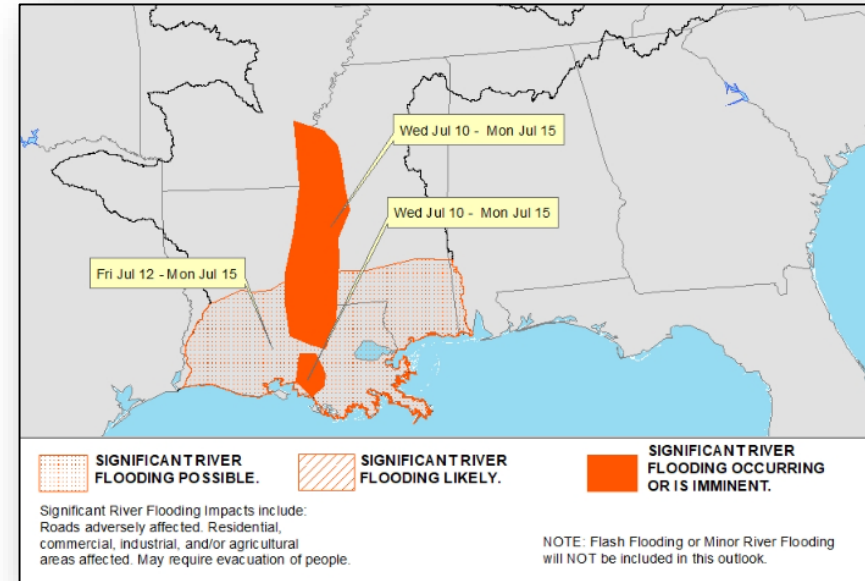 Wed Jul 10 - Mon Jul 15
Wed Jul 10 - Mon Jul 15
Fri Jul 12 - Mon Jul 15
SIGNIFICANT RIVER
FLOODING POSSIBLE.
SIGNIFICANT RIVER
FLOODING LIKELY.
SIGNIFICANT RIVER
FLOODING OCCURRING
OR IS IMMINENT.
Significant River Flooding Impacts include:
Roads adversely affected. Residential,
commercial, industrial, and/or agricultural
areas affected. May require evacuation of people.
NOTE: Flash Flooding or Minor River Flooding
will NOT be included in this outlook.